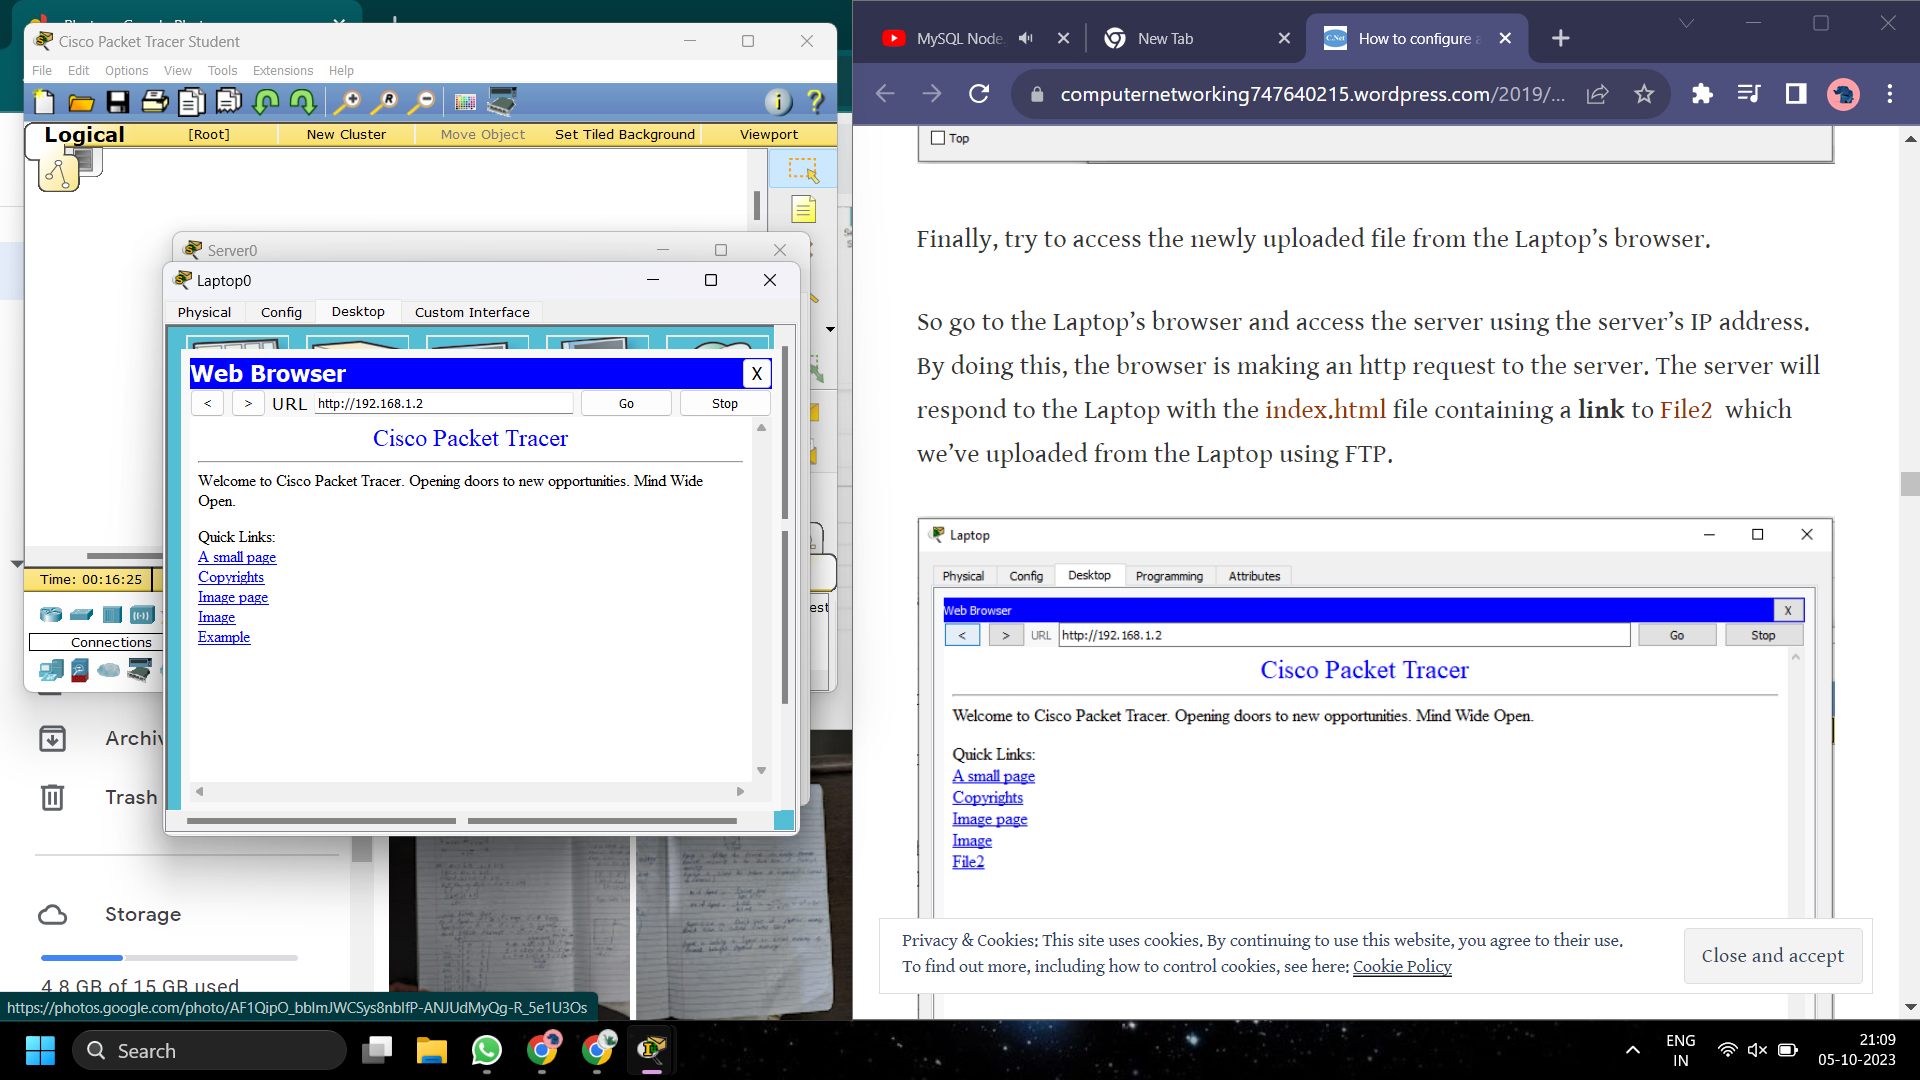 Cisco Packet Tracer Student
File Edit Options View Tools Extensions Help
Logical [Root] New Cluster Move Object Set Tiled Background Viewport
Server0
Laptop0
Physical Config Desktop Custom Interface
Web Browser X
< > URL http://192.168.1.2 Go Stop
Cisco Packet Tracer
Welcome to Cisco Packet Tracer. Opening doors to new opportunities. Mind Wide
Open.
Quick Links:
A small page
Copyrights
Image page
Image
Example
Time: 00:16:25
Connections
est
Archiv
Trash
Storage
4.8 GB of 15 GB used
https://photos.google.com/photo/AF1QipO_bblmJWCSys8nbIfP-ANJUdMyQg-R_5e1U3Os
MySQL Node.
New Tab
How to configure a
computernetworking747640215.wordpress.com/2019/...
Top
Finally, try to access the newly uploaded file from the Laptop’s browser.
So go to the Laptop’s browser and access the server using the server’s IP address.
By doing this, the browser is making an http request to the server. The server will
respond to the Laptop with the index.html file containing a link to File2 which
we’ve uploaded from the Laptop using FTP.
Laptop
Physical Config Desktop Programming Attributes
Web Browser X
< > URL http://192.168.1.2 Go Stop
Cisco Packet Tracer
Welcome to Cisco Packet Tracer. Opening doors to new opportunities. Mind Wide Open.
Quick Links:
A small page
Copyrights
Image page
Image
File2
Privacy & Cookies: This site uses cookies. By continuing to use this website, you agree to their use.
To find out more, including how to control cookies, see here: Cookie Policy
Close and accept
Search
ENG
IN
21:09
05-10-2023